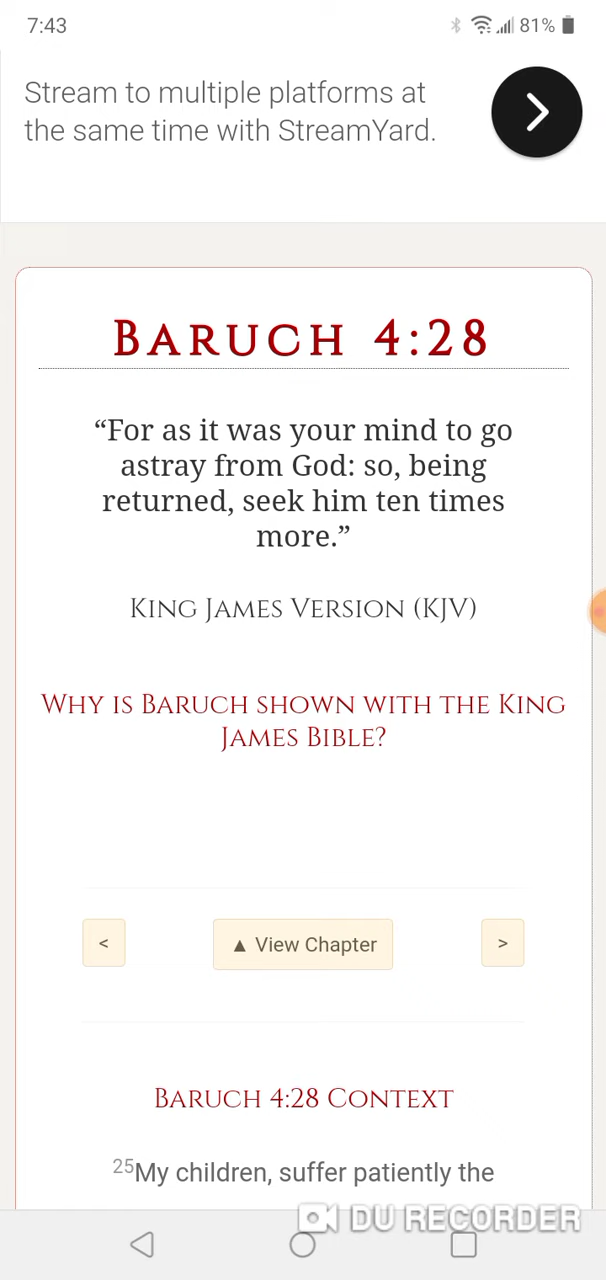 7:43 81%
Stream to multiple platforms at
the same time with StreamYard.
BARUCH 4:28
“For as it was your mind to go
astray from God: so, being
returned, seek him ten times
more.”
KING JAMES VERSION (KJV)
WHY IS BARUCH SHOWN WITH THE KING
JAMES BIBLE?
< ▲ View Chapter >
BARUCH 4:28 CONTEXT
25My children, suffer patiently the
DU RECORDER